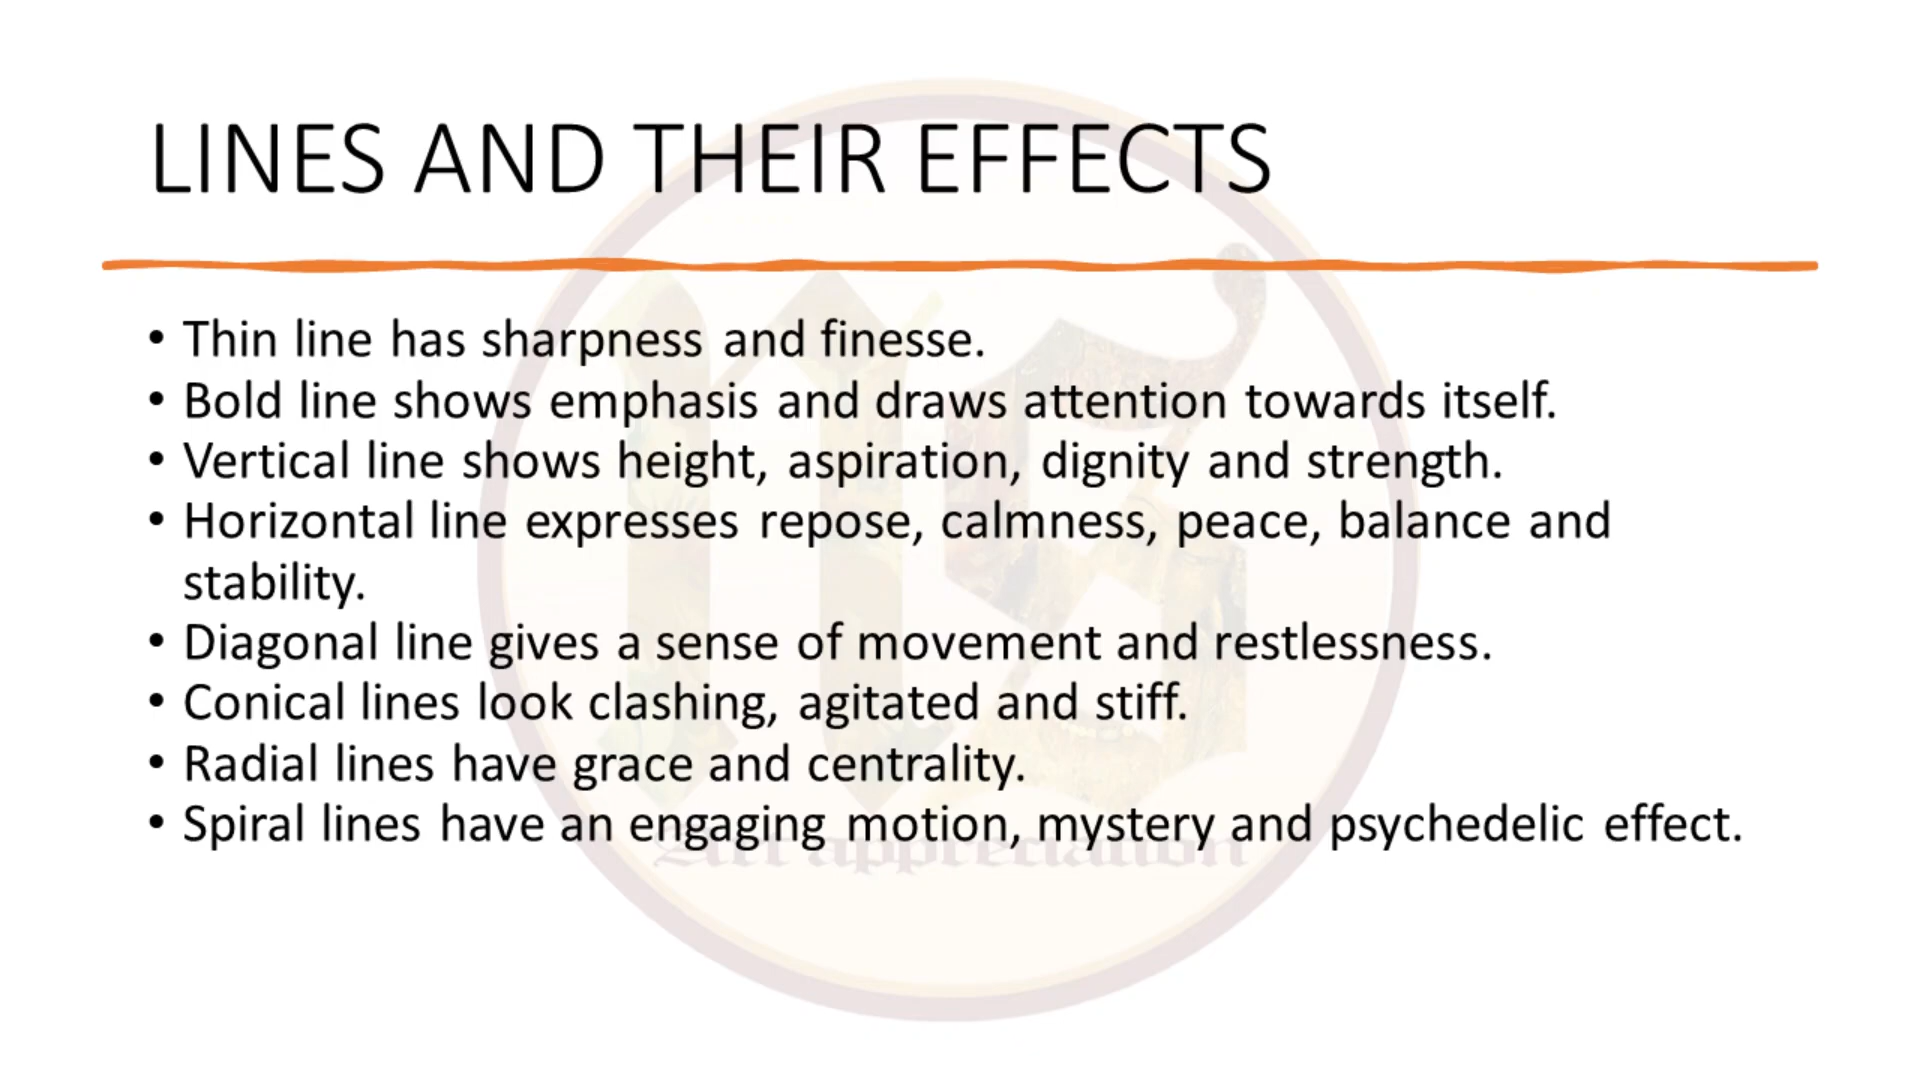 LINES AND THEIR EFFECTS
• Thin line has sharpness and finesse.
• Bold line shows emphasis and draws attention towards itself.
• Vertical line shows height, aspiration, dignity and strength.
• Horizontal line expresses repose, calmness, peace, balance and
stability.
• Diagonal line gives a sense of movement and restlessness.
• Conical lines look clashing, agitated and stiff.
• Radial lines have grace and centrality.
• Spiral lines have an engaging motion, mystery and psychedelic effect.
Art appreciation